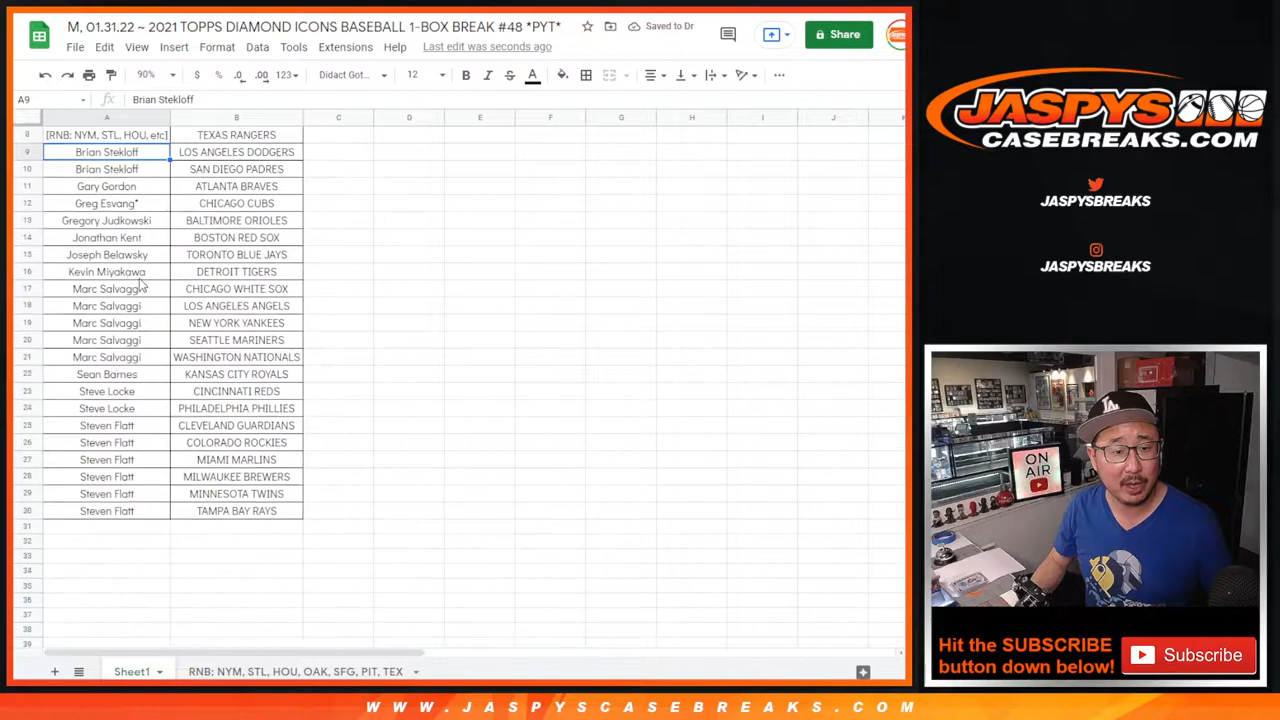 M, 01.31.22 ~ 2021 TOPPS DIAMOND ICONS BASEBALL 1-BOX BREAK #48 *PYT*
Saved to Dr
File Edit View Insert Format Data Tools Extensions Help Last edit was seconds ago
Share
90% $ % .0 .00 123 Didact Got... 12 B I S A
A9 fx Brian Stekloff
A B C D E F G H I J K
8 [RNB: NYM, STL, HOU, etc] TEXAS RANGERS
9 Brian Stekloff LOS ANGELES DODGERS
10 Brian Stekloff SAN DIEGO PADRES
11 Gary Gordon ATLANTA BRAVES
12 Greg Esvang* CHICAGO CUBS
13 Gregory Judkowski BALTIMORE ORIOLES
14 Jonathan Kent BOSTON RED SOX
15 Joseph Belawsky TORONTO BLUE JAYS
16 Kevin Miyakawa DETROIT TIGERS
17 Marc Salvaggi CHICAGO WHITE SOX
18 Marc Salvaggi LOS ANGELES ANGELS
19 Marc Salvaggi NEW YORK YANKEES
20 Marc Salvaggi SEATTLE MARINERS
21 Marc Salvaggi WASHINGTON NATIONALS
22 Sean Barnes KANSAS CITY ROYALS
23 Steve Locke CINCINNATI REDS
24 Steve Locke PHILADELPHIA PHILLIES
25 Steven Flatt CLEVELAND GUARDIANS
26 Steven Flatt COLORADO ROCKIES
27 Steven Flatt MIAMI MARLINS
28 Steven Flatt MILWAUKEE BREWERS
29 Steven Flatt MINNESOTA TWINS
30 Steven Flatt TAMPA BAY RAYS
31
32
33
34
35
36
37
38
39
Sheet1 RNB: NYM, STL, HOU, OAK, SFG, PIT, TEX
JASPYS
CASEBREAKS.COM
JASPYSBREAKS
JASPYSBREAKS
ON
AIR
LA
Hit the SUBSCRIBE
button down below!
Subscribe
WWW.JASPYSCASEBREAKS.COM